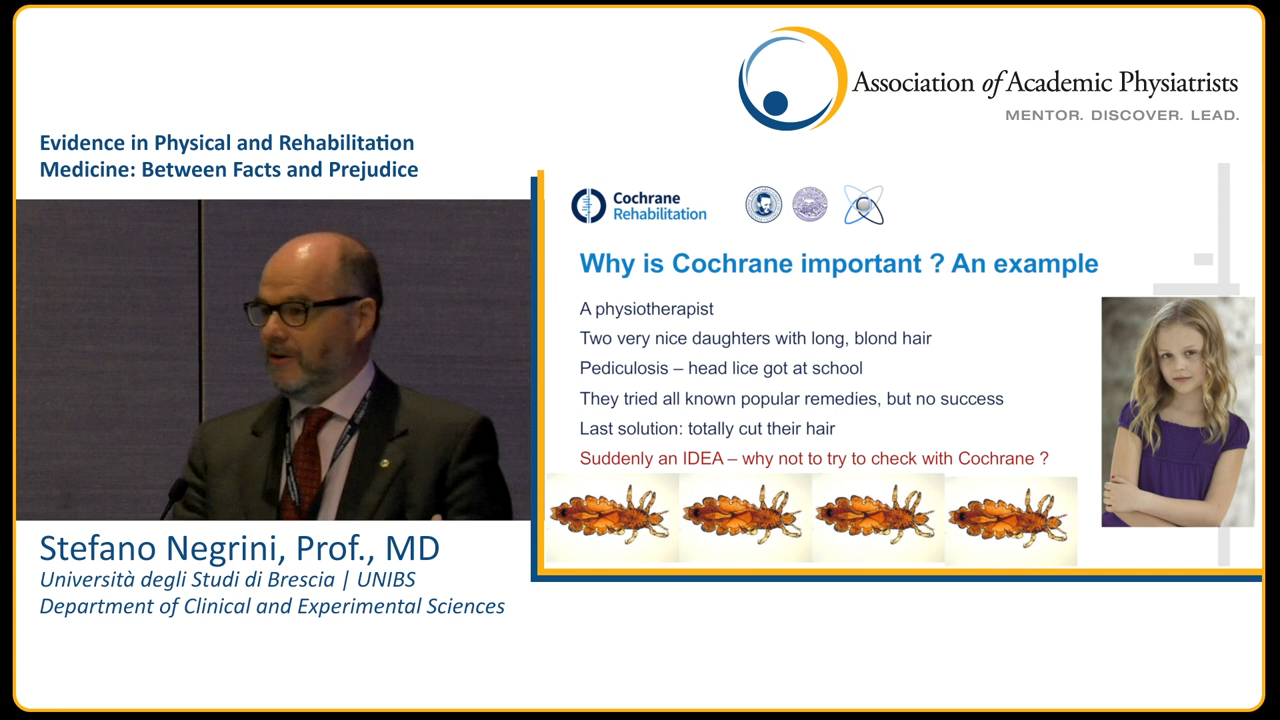 Association of Academic Physiatrists
MENTOR. DISCOVER. LEAD.
Evidence in Physical and Rehabilitation
Medicine: Between Facts and Prejudice
Cochrane
Rehabilitation
Why is Cochrane important ? An example
A physiotherapist
Two very nice daughters with long, blond hair
Pediculosis – head lice got at school
They tried all known popular remedies, but no success
Last solution: totally cut their hair
Suddenly an IDEA – why not to try to check with Cochrane ?
Stefano Negrini, Prof., MD
Università degli Studi di Brescia | UNIBS
Department of Clinical and Experimental Sciences